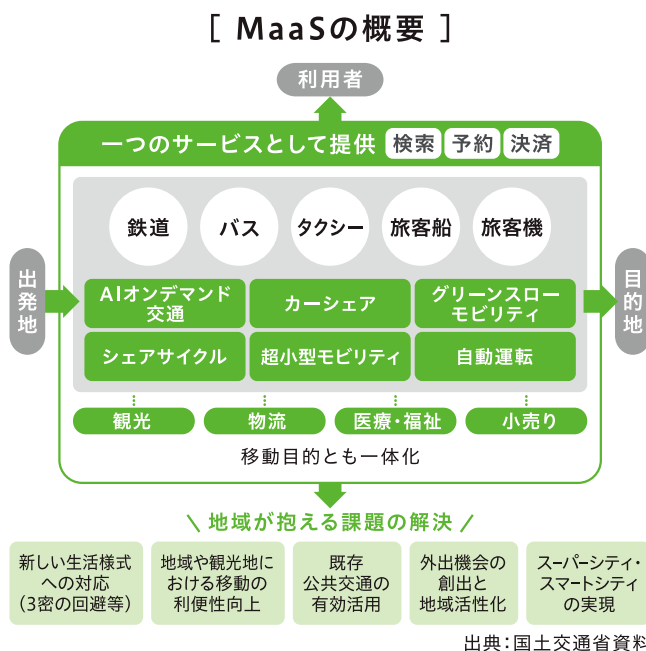 [ MaaSの概要 ]
利用者
一つのサービスとして提供 検索 予約 決済
鉄道 バス タクシー 旅客船 旅客機
出発地
目的地
AIオンデマンド
交通
カーシェア
グリーンスロー
モビリティ
シェアサイクル 超小型モビリティ 自動運転
観光 物流 医療・福祉 小売り
移動目的とも一体化
\ 地域が抱える課題の解決 /
新しい生活様式
への対応
(3密の回避等)
地域や観光地に
おける移動の
利便性向上
既存
公共交通の
有効活用
外出機会の
創出と
地域活性化
スーパーシティ・
スマートシティ
の実現
出典:国土交通省資料